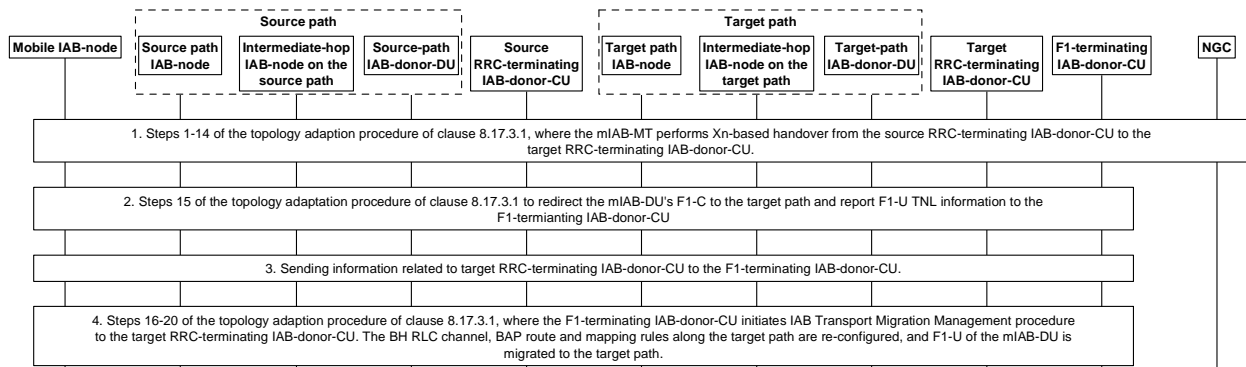 Source path
Target path
Mobile IAB-node
Source path
IAB-node
Intermediate-hop
IAB-node on the
source path
Source-path
IAB-donor-DU
Source
RRC-terminating
IAB-donor-CU
Target path
IAB-node
Intermediate-hop
IAB-node on the
target path
Target-path
IAB-donor-DU
Target
RRC-terminating
IAB-donor-CU
F1-terminating
IAB-donor-CU
NGC
1. Steps 1-14 of the topology adaption procedure of clause 8.17.3.1, where the mIAB-MT performs Xn-based handover from the source RRC-terminating IAB-donor-CU to the
target RRC-terminating IAB-donor-CU.
2. Steps 15 of the topology adaptation procedure of clause 8.17.3.1 to redirect the mIAB-DU's F1-C to the target path and report F1-U TNL information to the
F1-termianting IAB-donor-CU
3. Sending information related to target RRC-terminating IAB-donor-CU to the F1-terminating IAB-donor-CU.
4. Steps 16-20 of the topology adaption procedure of clause 8.17.3.1, where the F1-terminating IAB-donor-CU initiates IAB Transport Migration Management procedure
to the target RRC-terminating IAB-donor-CU. The BH RLC channel, BAP route and mapping rules along the target path are re-configured, and F1-U of the mIAB-DU is
migrated to the target path.